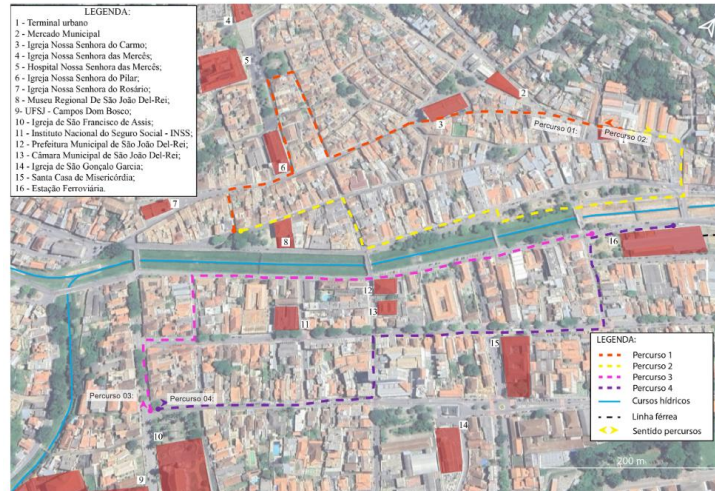 LEGENDA:
1 - Terminal urbano
2 - Mercado Municipal
3 - Igreja Nossa Senhora do Carmo;
4 - Igreja Nossa Senhora das Mercês;
5 - Hospital Nossa Senhora das Mercês;
6 - Igreja Nossa Senhora do Pilar;
7 - Igreja Nossa Senhora do Rosário;
8 - Museu Regional De São João Del-Rei;
9- UFSJ - Campos Dom Bosco;
10 - Igreja de São Francisco de Assis;
11 - Instituto Nacional do Seguro Social - INSS;
12 - Prefeitura Municipal de São João Del-Rei;
13 - Câmara Municipal de São João Del-Rei;
14 - Igreja de São Gonçalo Garcia;
15 - Santa Casa de Misericórdia;
16 - Estação Ferroviária.
4
5
2
3
Percurso 01:
Percurso 02:
6
7
8
16
12
13
11
15
Percurso 03:
Percurso 04:
10
14
9
LEGENDA:
Percurso 1
Percurso 2
Percurso 3
Percurso 4
Cursos hídricos
Linha férrea
Sentido percursos
200 m